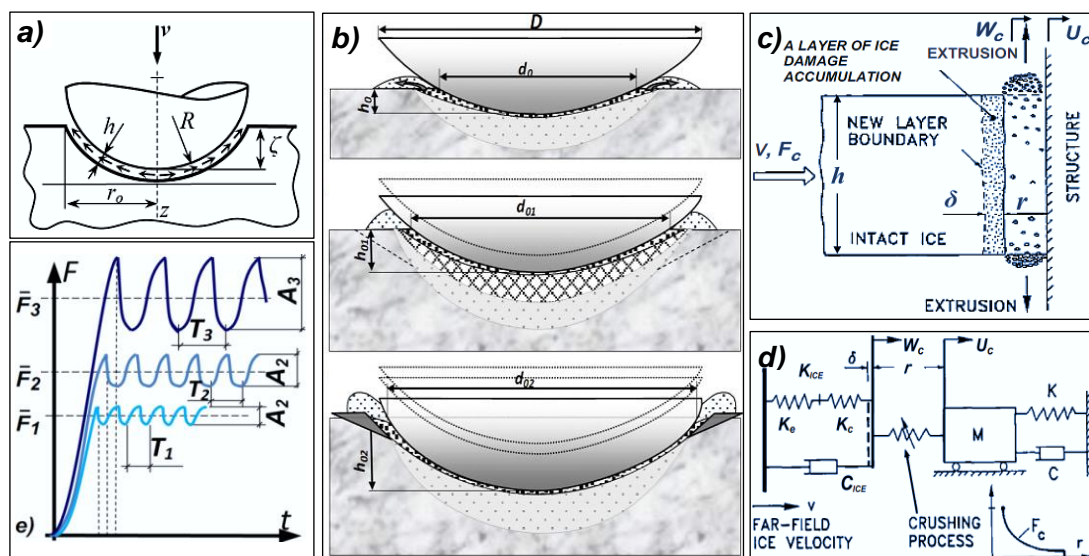 a)
v
h
R
ζ
r₀
z
b)
D
d₀
h₀
d₀₁
h₀₁
d₀₂
h₀₂
c)
W_c
U_c
A LAYER OF ICE
DAMAGE
ACCUMULATION
EXTRUSION
NEW LAYER
BOUNDARY
V, F_c
h
δ
r
STRUCTURE
INTACT ICE
EXTRUSION
d)
W_c
U_c
δ
r
K_ICE
K_e
K_c
M
K
C_ICE
C
v
FAR-FIELD
ICE VELOCITY
CRUSHING
PROCESS
F_c
r
F
F̄₃
A₃
T₃
F̄₂
A₂
T₂
F̄₁
A₂
T₁
e)
t